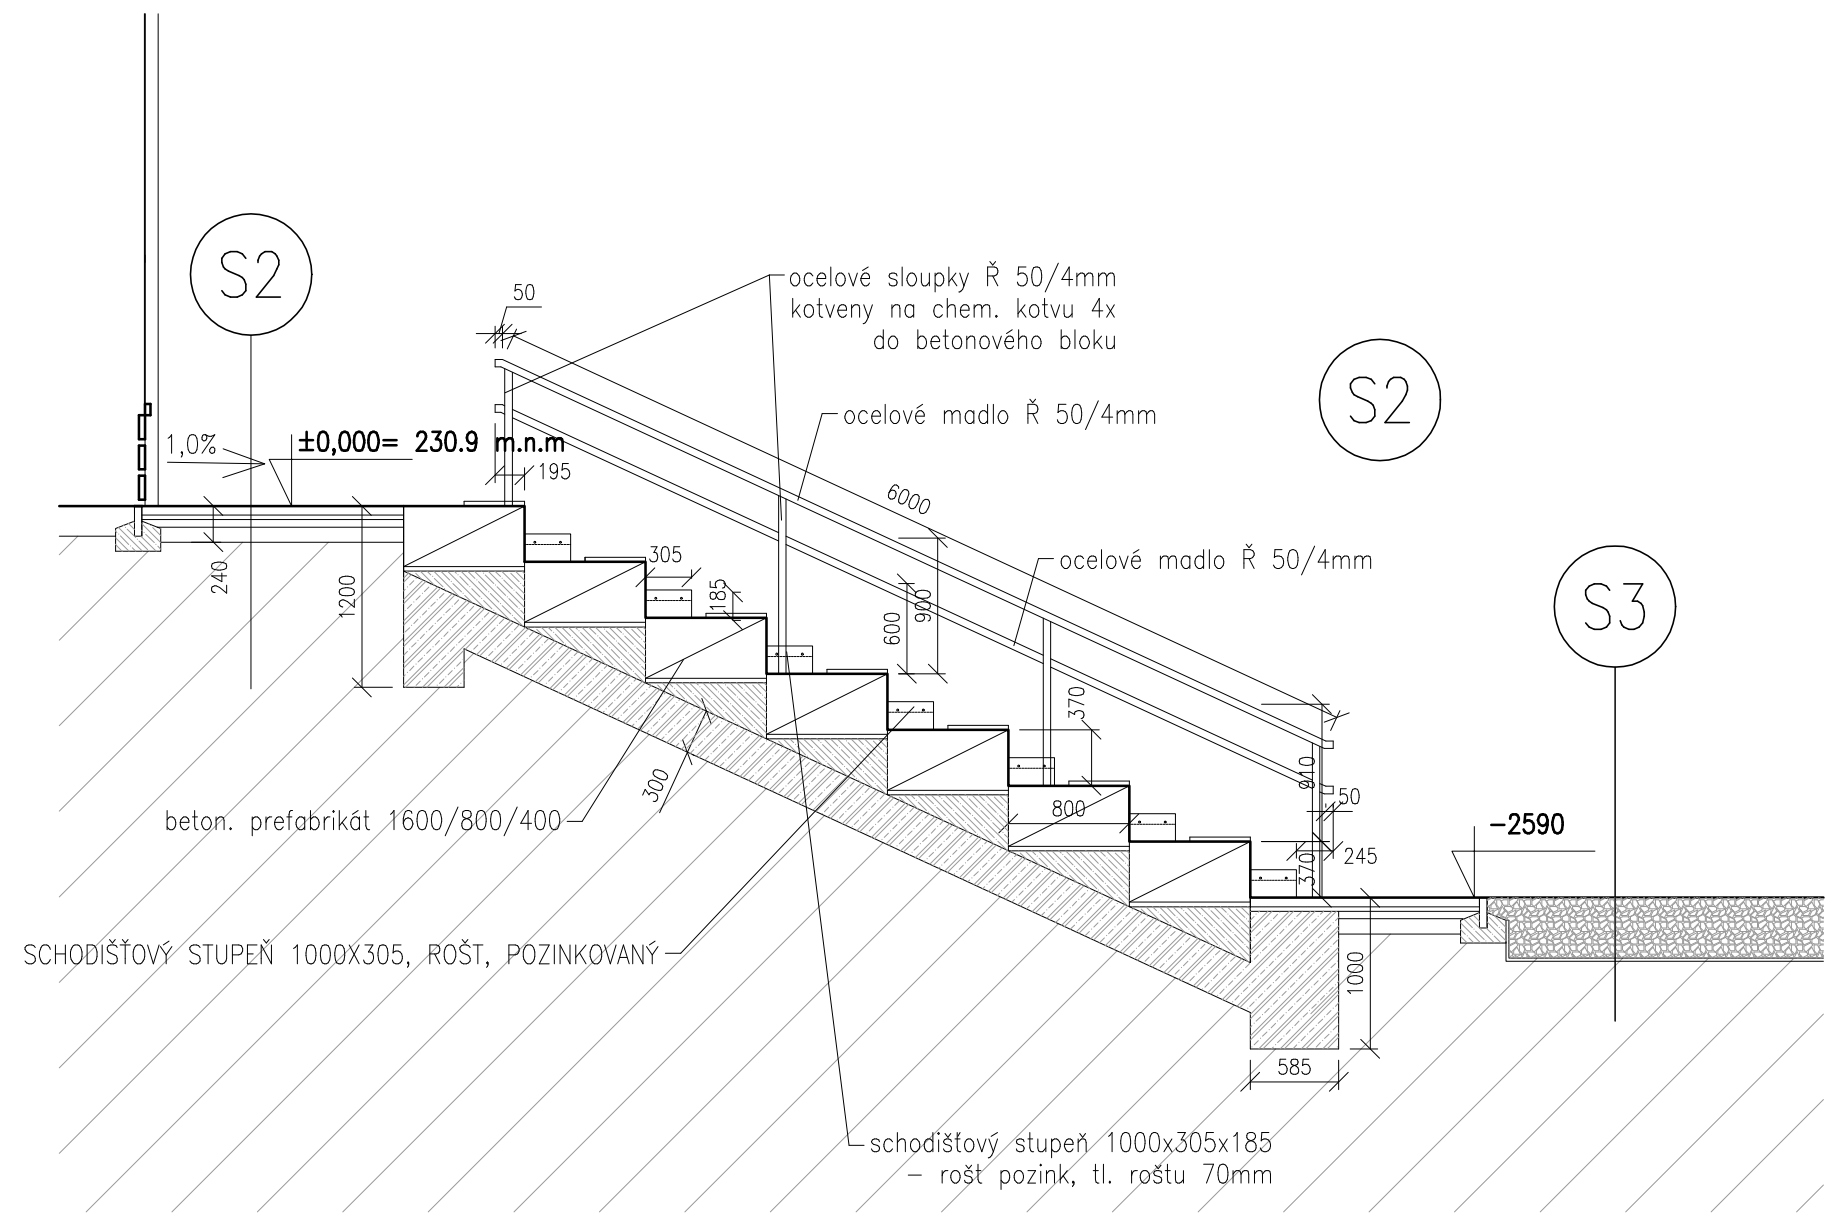 S2
50
ocelové sloupky Ř 50/4mm
kotveny na chem. kotvu 4x
do betonového bloku
S2
ocelové madlo Ř 50/4mm
1,0%
±0,000= 230.9 m.n.m
195
6000
305
ocelové madlo Ř 50/4mm
240
1200
185
600
900
S3
370
300
910
50
beton. prefabrikát 1600/800/400
800
-2590
370
245
SCHODIŠŤOVÝ STUPEŇ 1000X305, ROŠT, POZINKOVANÝ
1000
585
schodišťový stupeň 1000x305x185
- rošt pozink, tl. roštu 70mm